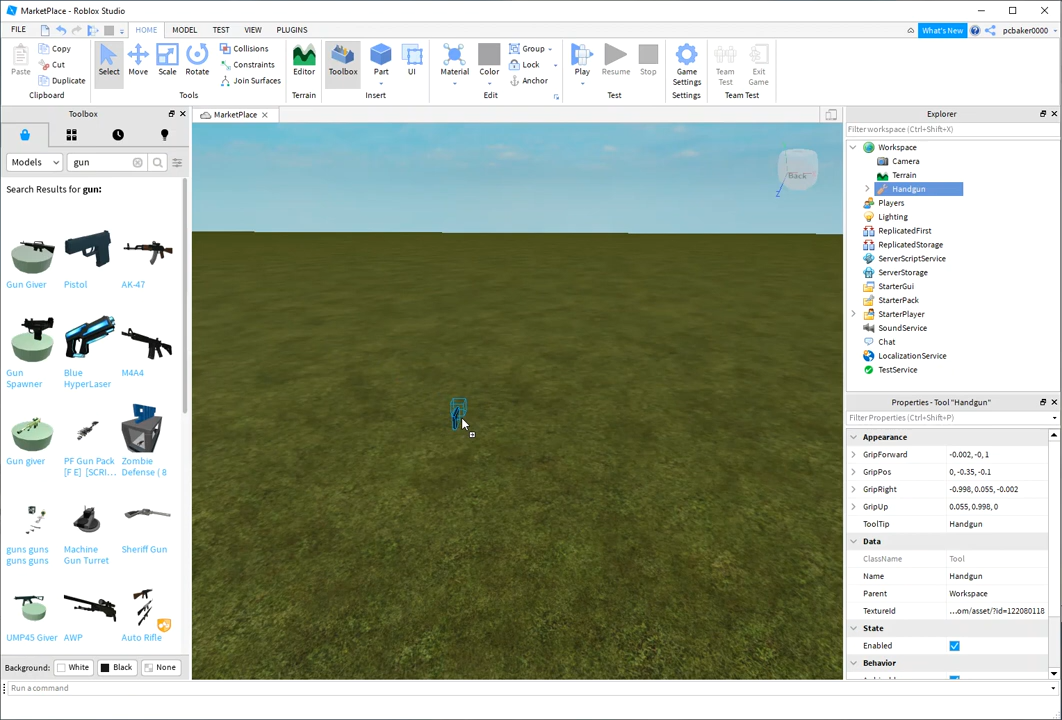 MarketPlace - Roblox Studio
FILE HOME MODEL TEST VIEW PLUGINS What's New pcbaker0000
Paste Copy Cut Duplicate Select Move Scale Rotate Collisions Constraints Join Surfaces Editor Toolbox Part UI Material Color Group Lock Anchor Play Resume Stop Game Settings Team Test Exit Game
Clipboard Tools Terrain Insert Edit Test Settings Team Test
Toolbox
Models gun
Search Results for gun:
Gun Giver Pistol AK-47
Gun Spawner Blue HyperLaser M4A4
Gun giver PF Gun Pack [F E] [SCRI... Zombie Defense ( 8
guns guns guns guns Machine Gun Turret Sheriff Gun
UMP45 Giver AWP Auto Rifle
Background: White Black None
Run a command
MarketPlace
Back
Z
Explorer
Filter workspace (Ctrl+Shift+X)
Workspace
Camera
Terrain
Handgun
Players
Lighting
ReplicatedFirst
ReplicatedStorage
ServerScriptService
ServerStorage
StarterGui
StarterPack
StarterPlayer
SoundService
Chat
LocalizationService
TestService
Properties - Tool "Handgun"
Filter Properties (Ctrl+Shift+P)
Appearance
GripForward -0.002, -0, 1
GripPos 0, -0.35, -0.1
GripRight -0.998, 0.055, -0.002
GripUp 0.055, 0.998, 0
ToolTip Handgun
Data
ClassName Tool
Name Handgun
Parent Workspace
TextureId ...om/asset/?id=122080118
State
Enabled
Behavior